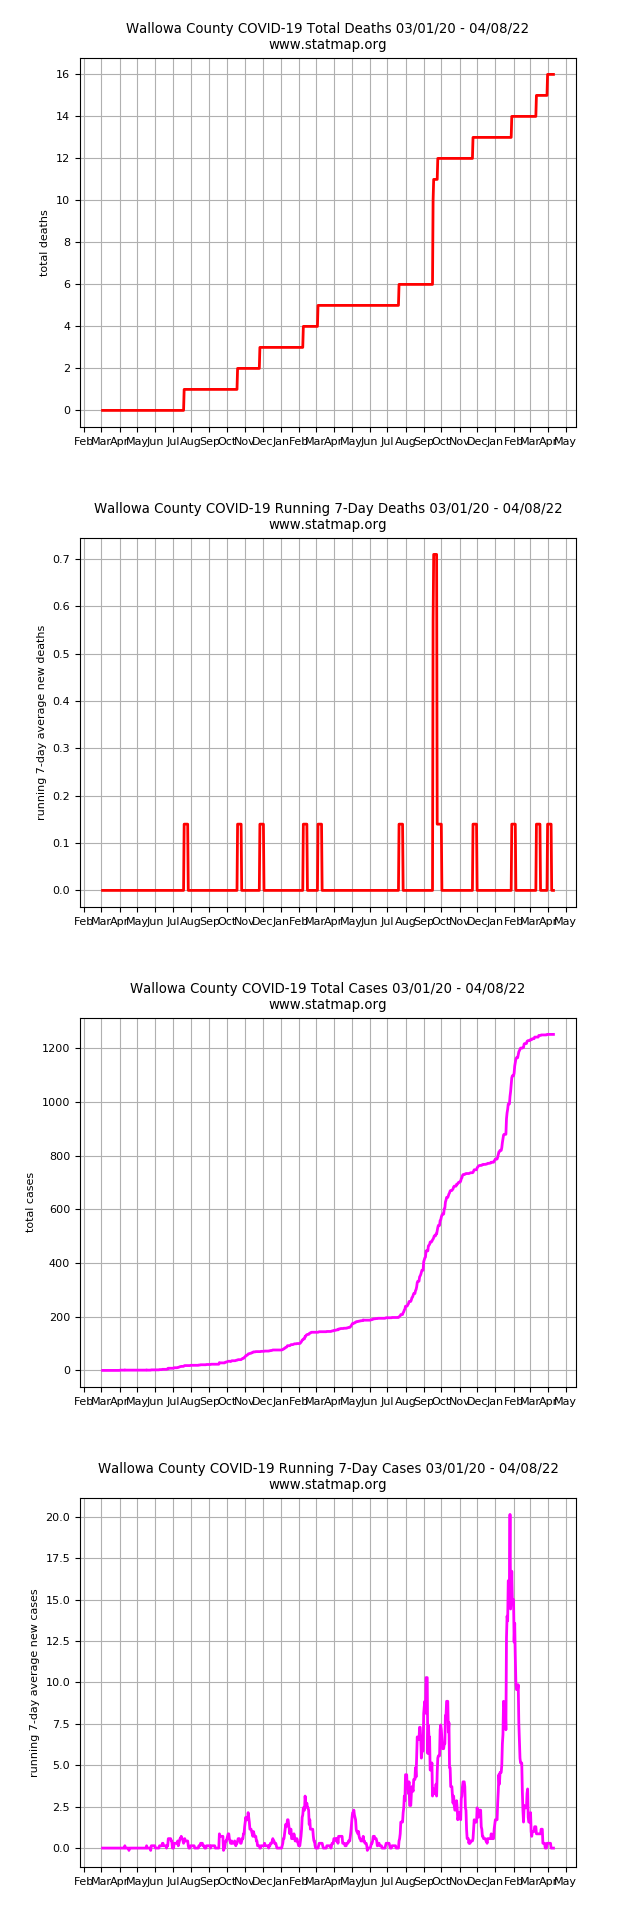 Wallowa County COVID-19 Total Deaths 03/01/20 - 04/08/22
www.statmap.org
16
14
12
10
8
6
4
2
0
total deaths
Feb Mar Apr May Jun Jul Aug Sep Oct Nov Dec Jan Feb Mar Apr May Jun Jul Aug Sep Oct Nov Dec Jan Feb Mar Apr May
Wallowa County COVID-19 Running 7-Day Deaths 03/01/20 - 04/08/22
www.statmap.org
0.7
0.6
0.5
0.4
0.3
0.2
0.1
0.0
running 7-day average new deaths
Feb Mar Apr May Jun Jul Aug Sep Oct Nov Dec Jan Feb Mar Apr May Jun Jul Aug Sep Oct Nov Dec Jan Feb Mar Apr May
Wallowa County COVID-19 Total Cases 03/01/20 - 04/08/22
www.statmap.org
1200
1000
800
600
400
200
0
total cases
Feb Mar Apr May Jun Jul Aug Sep Oct Nov Dec Jan Feb Mar Apr May Jun Jul Aug Sep Oct Nov Dec Jan Feb Mar Apr May
Wallowa County COVID-19 Running 7-Day Cases 03/01/20 - 04/08/22
www.statmap.org
20.0
17.5
15.0
12.5
10.0
7.5
5.0
2.5
0.0
running 7-day average new cases
Feb Mar Apr May Jun Jul Aug Sep Oct Nov Dec Jan Feb Mar Apr May Jun Jul Aug Sep Oct Nov Dec Jan Feb Mar Apr May